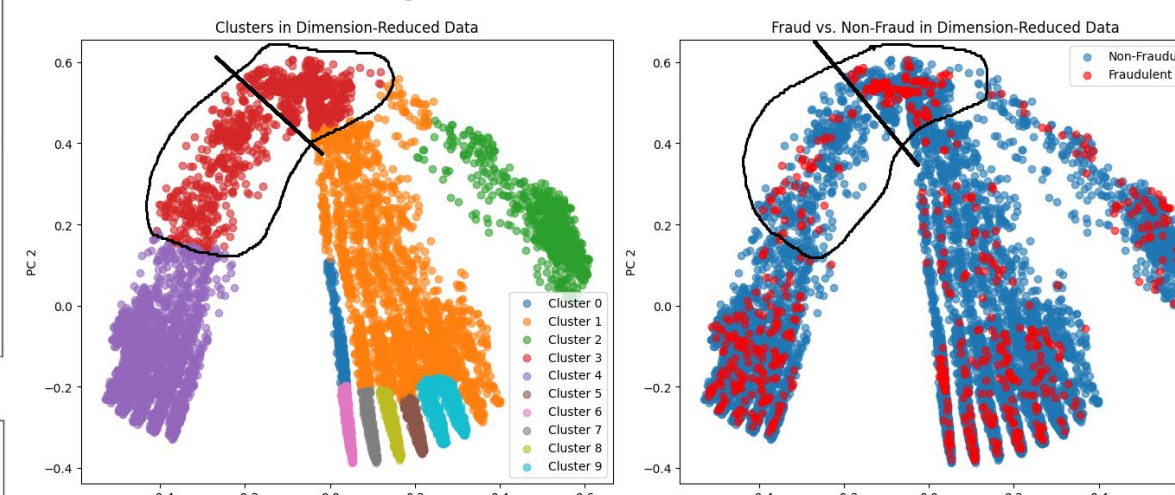 Clusters in Dimension-Reduced Data
0.6
0.4
0.2
0.0
−0.2
−0.4
PC 2
Cluster 0
Cluster 1
Cluster 2
Cluster 3
Cluster 4
Cluster 5
Cluster 6
Cluster 7
Cluster 8
Cluster 9
Fraud vs. Non-Fraud in Dimension-Reduced Data
0.6
0.4
0.2
0.0
−0.2
−0.4
PC 2
Non-Fraudu
Fraudulent